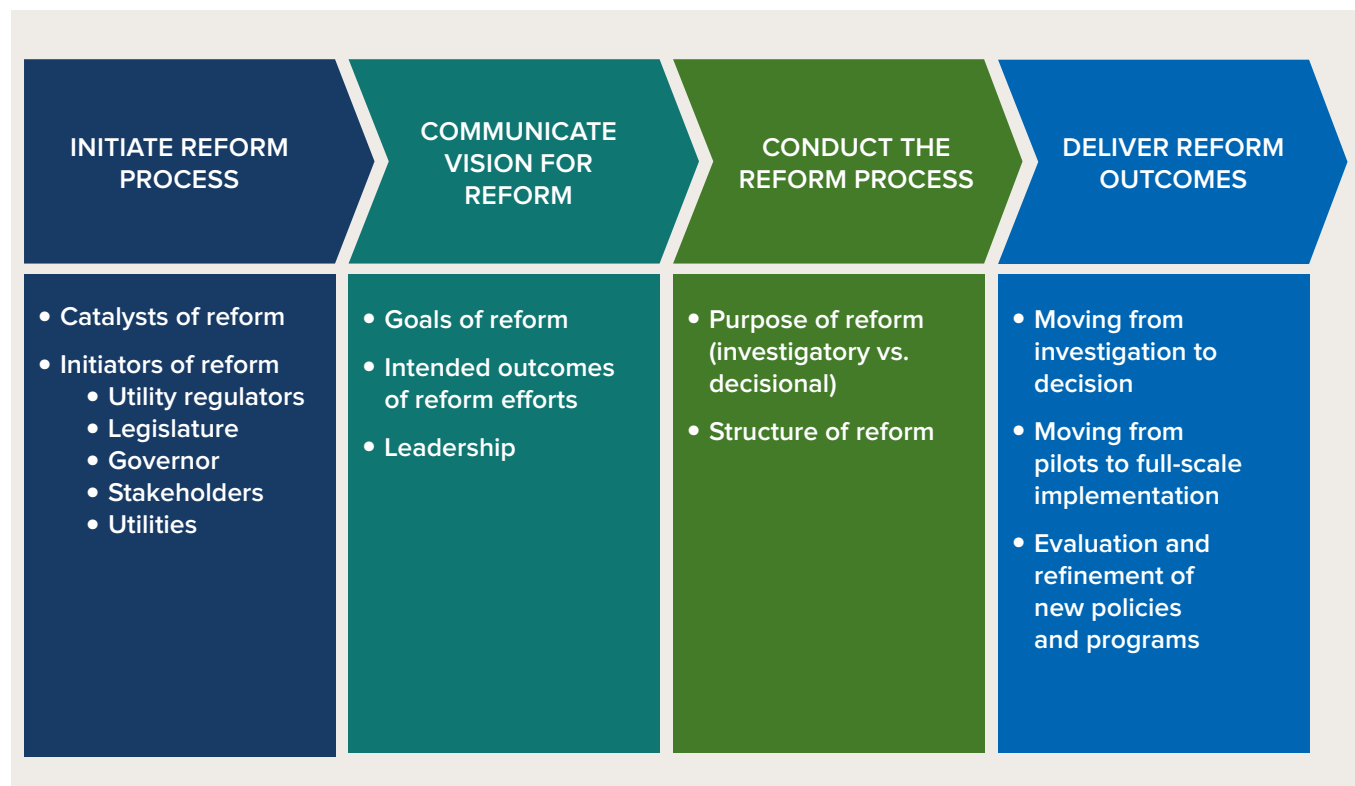 INITIATE REFORM
PROCESS
COMMUNICATE
VISION FOR
REFORM
CONDUCT THE
REFORM PROCESS
DELIVER REFORM
OUTCOMES
• Catalysts of reform
• Initiators of reform
• Utility regulators
• Legislature
• Governor
• Stakeholders
• Utilities
• Goals of reform
• Intended outcomes
of reform efforts
• Leadership
• Purpose of reform
(investigatory vs.
decisional)
• Structure of reform
• Moving from
investigation to
decision
• Moving from
pilots to full-scale
implementation
• Evaluation and
refinement of
new policies
and programs